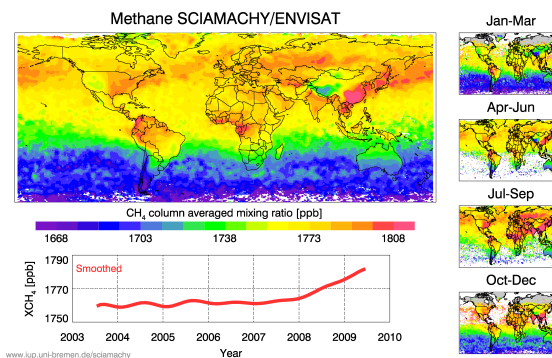 Methane SCIAMACHY/ENVISAT
CH4 column averaged mixing ratio [ppb]
1668 1703 1738 1773 1808
Smoothed
XCH4 [ppb]
1790
1770
1750
2003 2004 2005 2006 2007 2008 2009 2010
Year
www.iup.uni-bremen.de/sciamachy
Jan-Mar
Apr-Jun
Jul-Sep
Oct-Dec